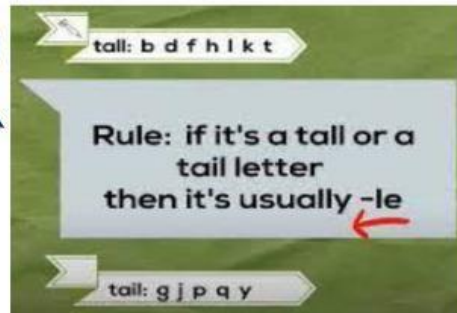 tall: b d f h l k t
Rule: if it's a tall or a
tail letter
then it's usually -le
tail: g j p q y